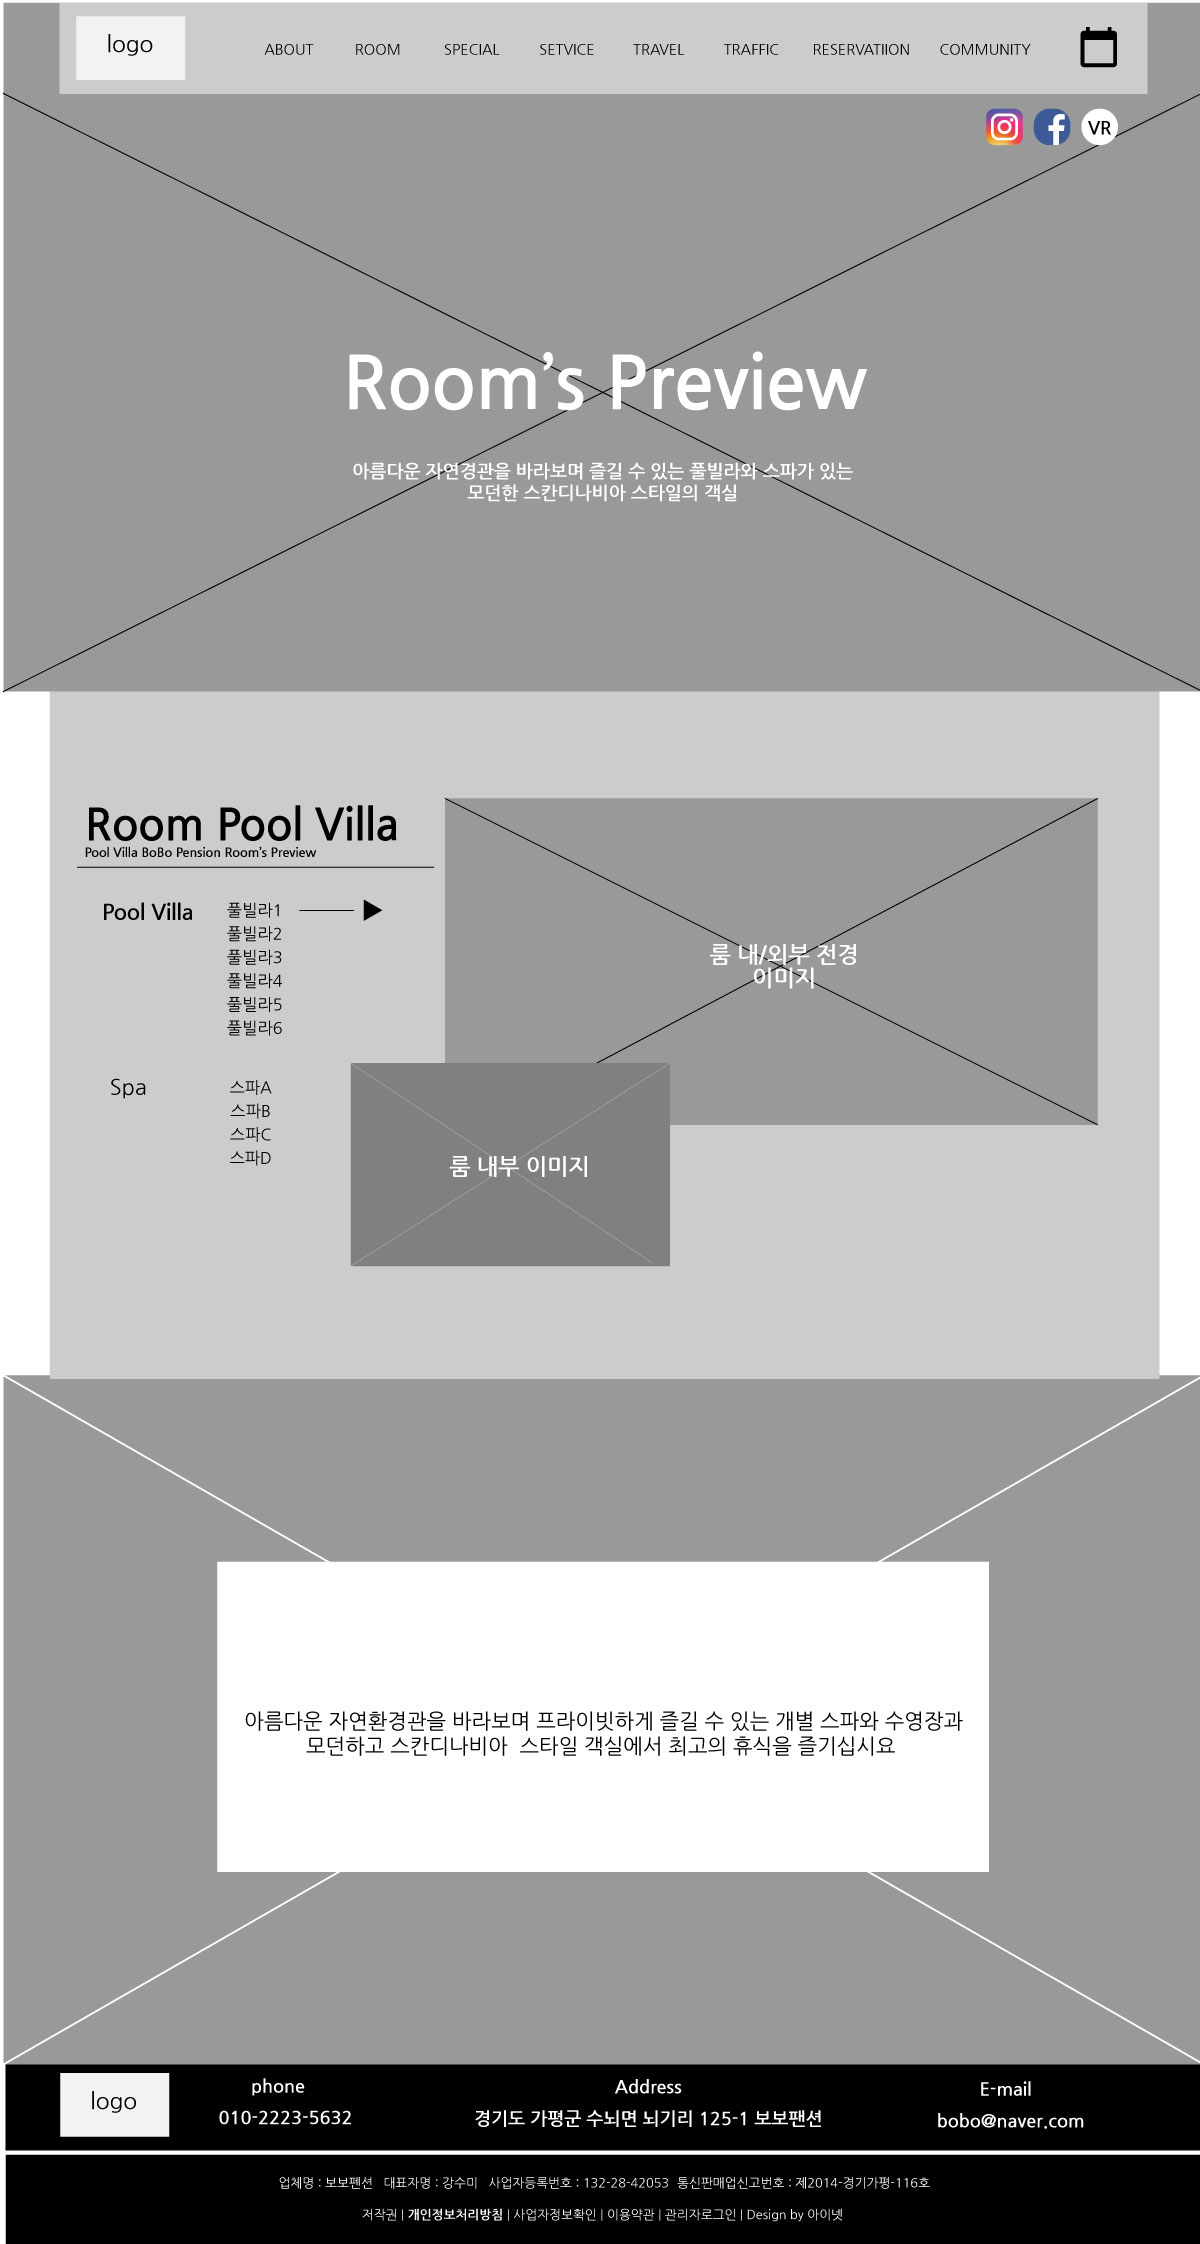 logo
ABOUT ROOM SPECIAL SETVICE TRAVEL TRAFFIC RESERVATIION COMMUNITY
VR
Room’s Preview
아름다운 자연경관을 바라보며 즐길 수 있는 풀빌라와 스파가 있는
모던한 스칸디나비아 스타일의 객실
Room Pool Villa
Pool Villa BoBo Pension Room’s Preview
Pool Villa 풀빌라1
풀빌라2
풀빌라3
풀빌라4
풀빌라5
풀빌라6
Spa 스파A
스파B
스파C
스파D
룸 내/외부 전경
이미지
룸 내부 이미지
아름다운 자연환경관을 바라보며 프라이빗하게 즐길 수 있는 개별 스파와 수영장과
모던하고 스칸디나비아 스타일 객실에서 최고의 휴식을 즐기십시요
logo
phone
010-2223-5632
Address
경기도 가평군 수뇌면 뇌기리 125-1 보보팬션
E-mail
bobo@naver.com
업체명 : 보보펜션 대표자명 : 강수미 사업자등록번호 : 132-28-42053 통신판매업신고번호 : 제2014-경기가평-116호
저작권 | 개인정보처리방침 | 사업자정보확인 | 이용약관 | 관리자로그인 | Design by 아이넷